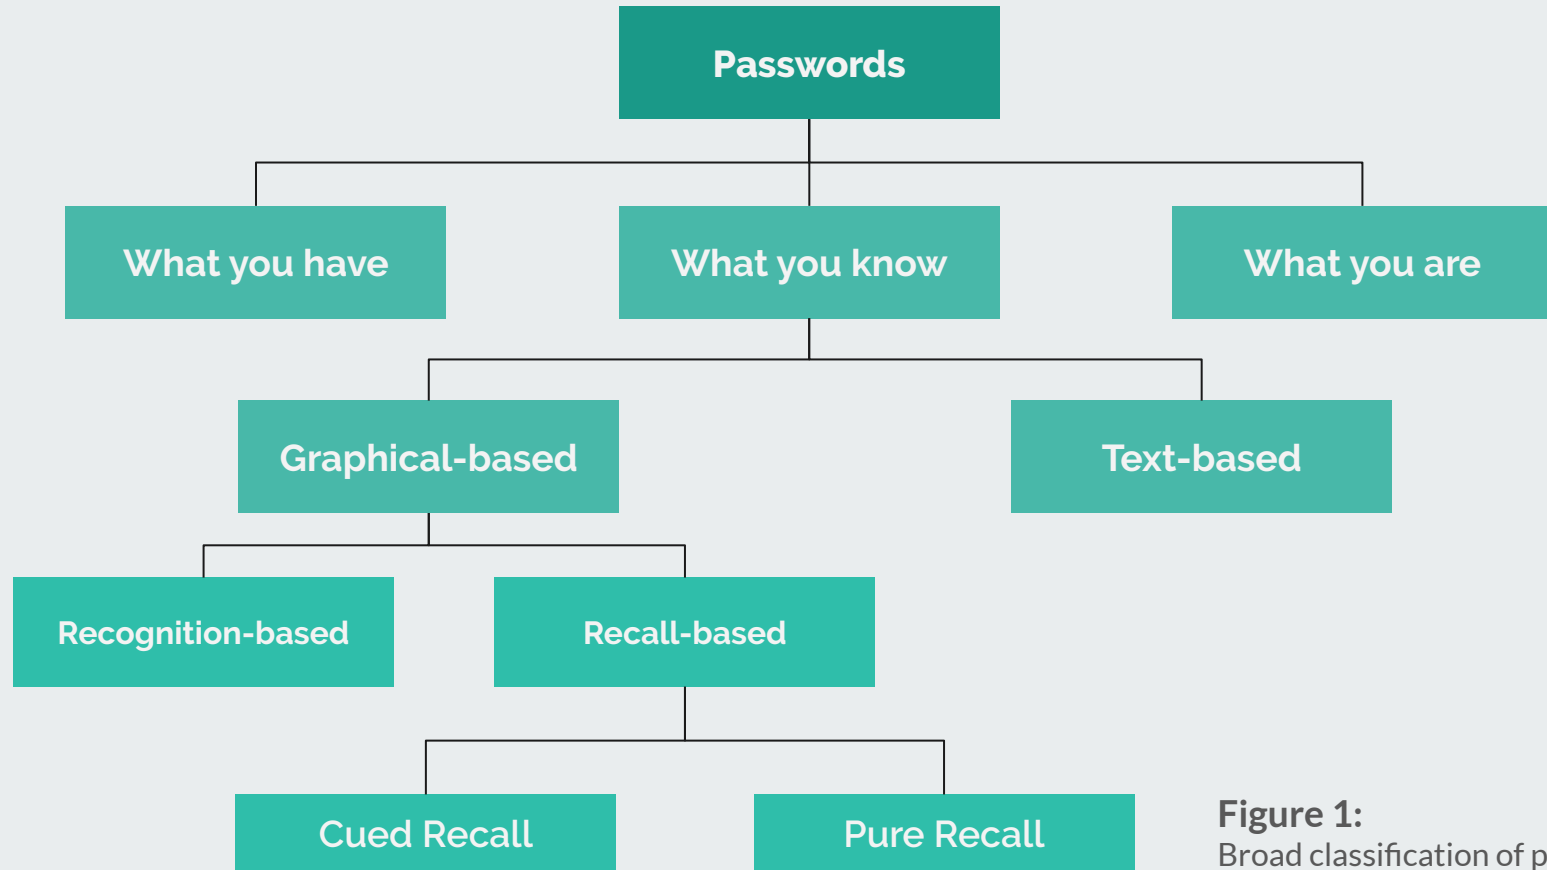 Passwords
What you have
What you know
What you are
Graphical-based
Text-based
Recognition-based
Recall-based
Cued Recall
Pure Recall
Figure 1:
Broad classification of